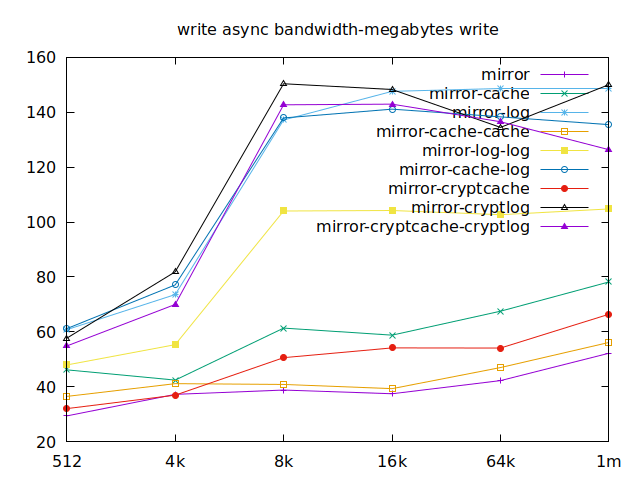 write async bandwidth-megabytes write
160
140
120
100
80
60
40
20
512
4k
8k
16k
64k
1m
mirror
mirror-cache
mirror-log
mirror-cache-cache
mirror-log-log
mirror-cache-log
mirror-cryptcache
mirror-cryptlog
mirror-cryptcache-cryptlog